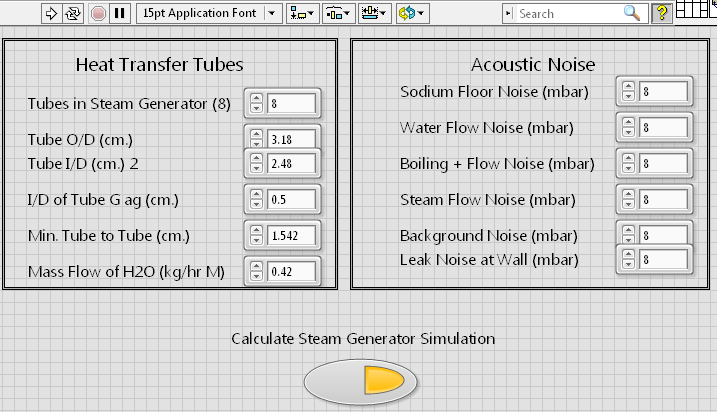 15pt Application Font
Search
?
Heat Transfer Tubes
Tubes in Steam Generator (8) 8
Tube O/D (cm.) 3.18
Tube I/D (cm.) 2 2.48
I/D of Tube G ag (cm.) 0.5
Min. Tube to Tube (cm.) 1.542
Mass Flow of H2O (kg/hr M) 0.42
Acoustic Noise
Sodium Floor Noise (mbar) 8
Water Flow Noise (mbar) 8
Boiling + Flow Noise (mbar) 8
Steam Flow Noise (mbar) 8
Background Noise (mbar) 8
Leak Noise at Wall (mbar) 8
Calculate Steam Generator Simulation